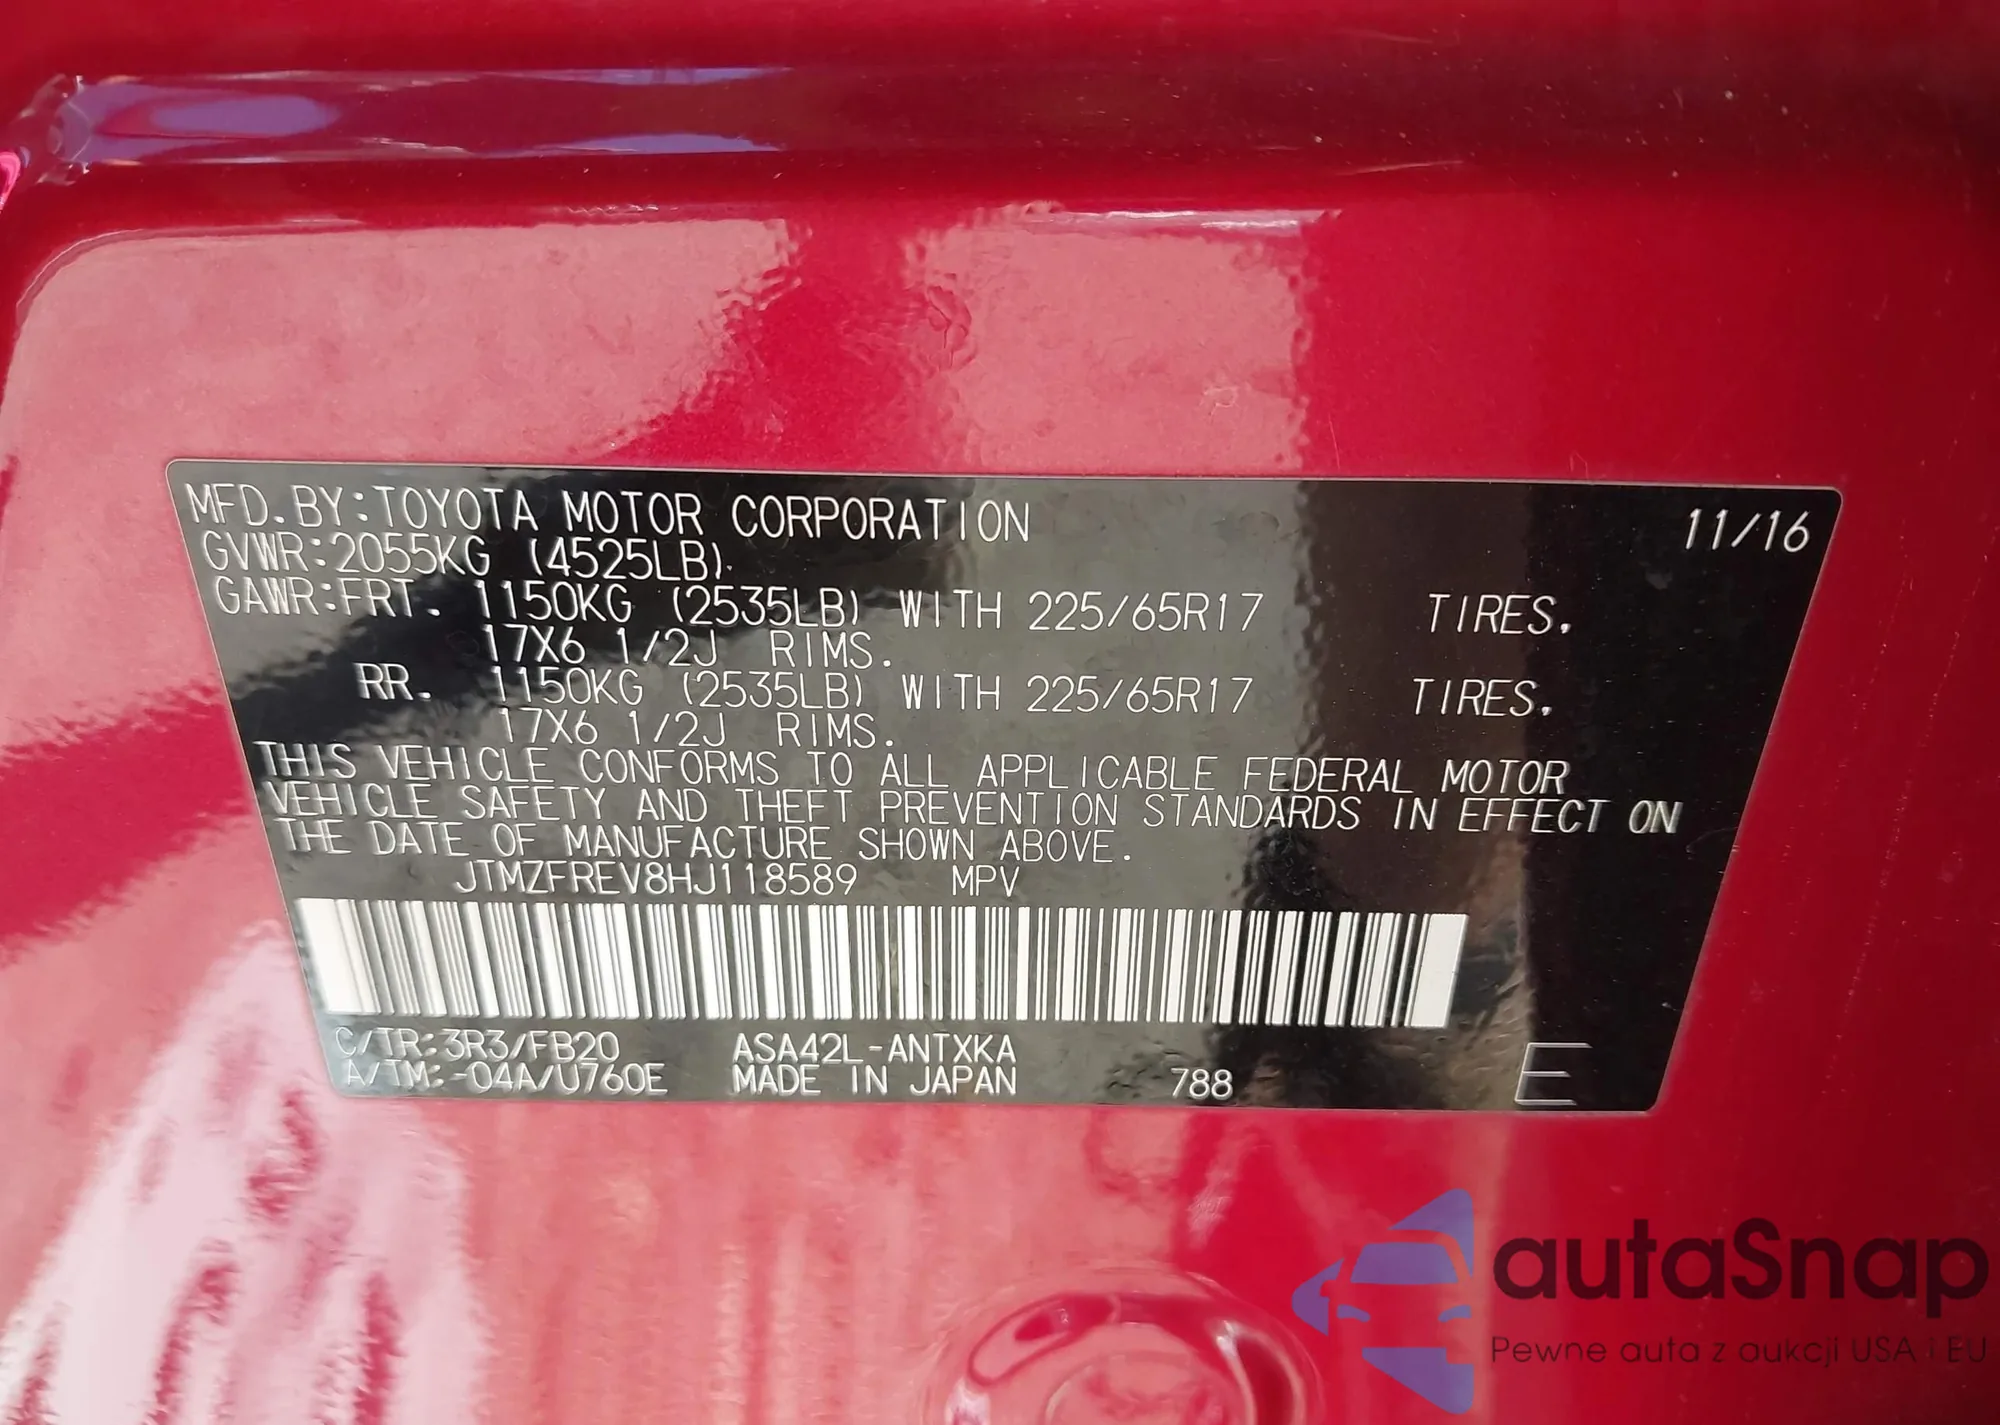 MFD.BY:TOYOTA MOTOR CORPORATION 11/16
GVWR:2055KG (4525LB)
GAWR:FRT. 1150KG (2535LB) WITH 225/65R17 TIRES.
17X6 1/2J RIMS.
RR. 1150KG (2535LB) WITH 225/65R17 TIRES.
17X6 1/2J RIMS.
THIS VEHICLE CONFORMS TO ALL APPLICABLE FEDERAL MOTOR
VEHICLE SAFETY AND THEFT PREVENTION STANDARDS IN EFFECT ON
THE DATE OF MANUFACTURE SHOWN ABOVE.
JTMZFREV8HJ118589 MPV
C/TR:3R3/FB20 ASA42L-ANTXKA
A/TM:-04A/U760E MADE IN JAPAN 788 E
autaSnap
Pewne auta z aukcji USA i EU